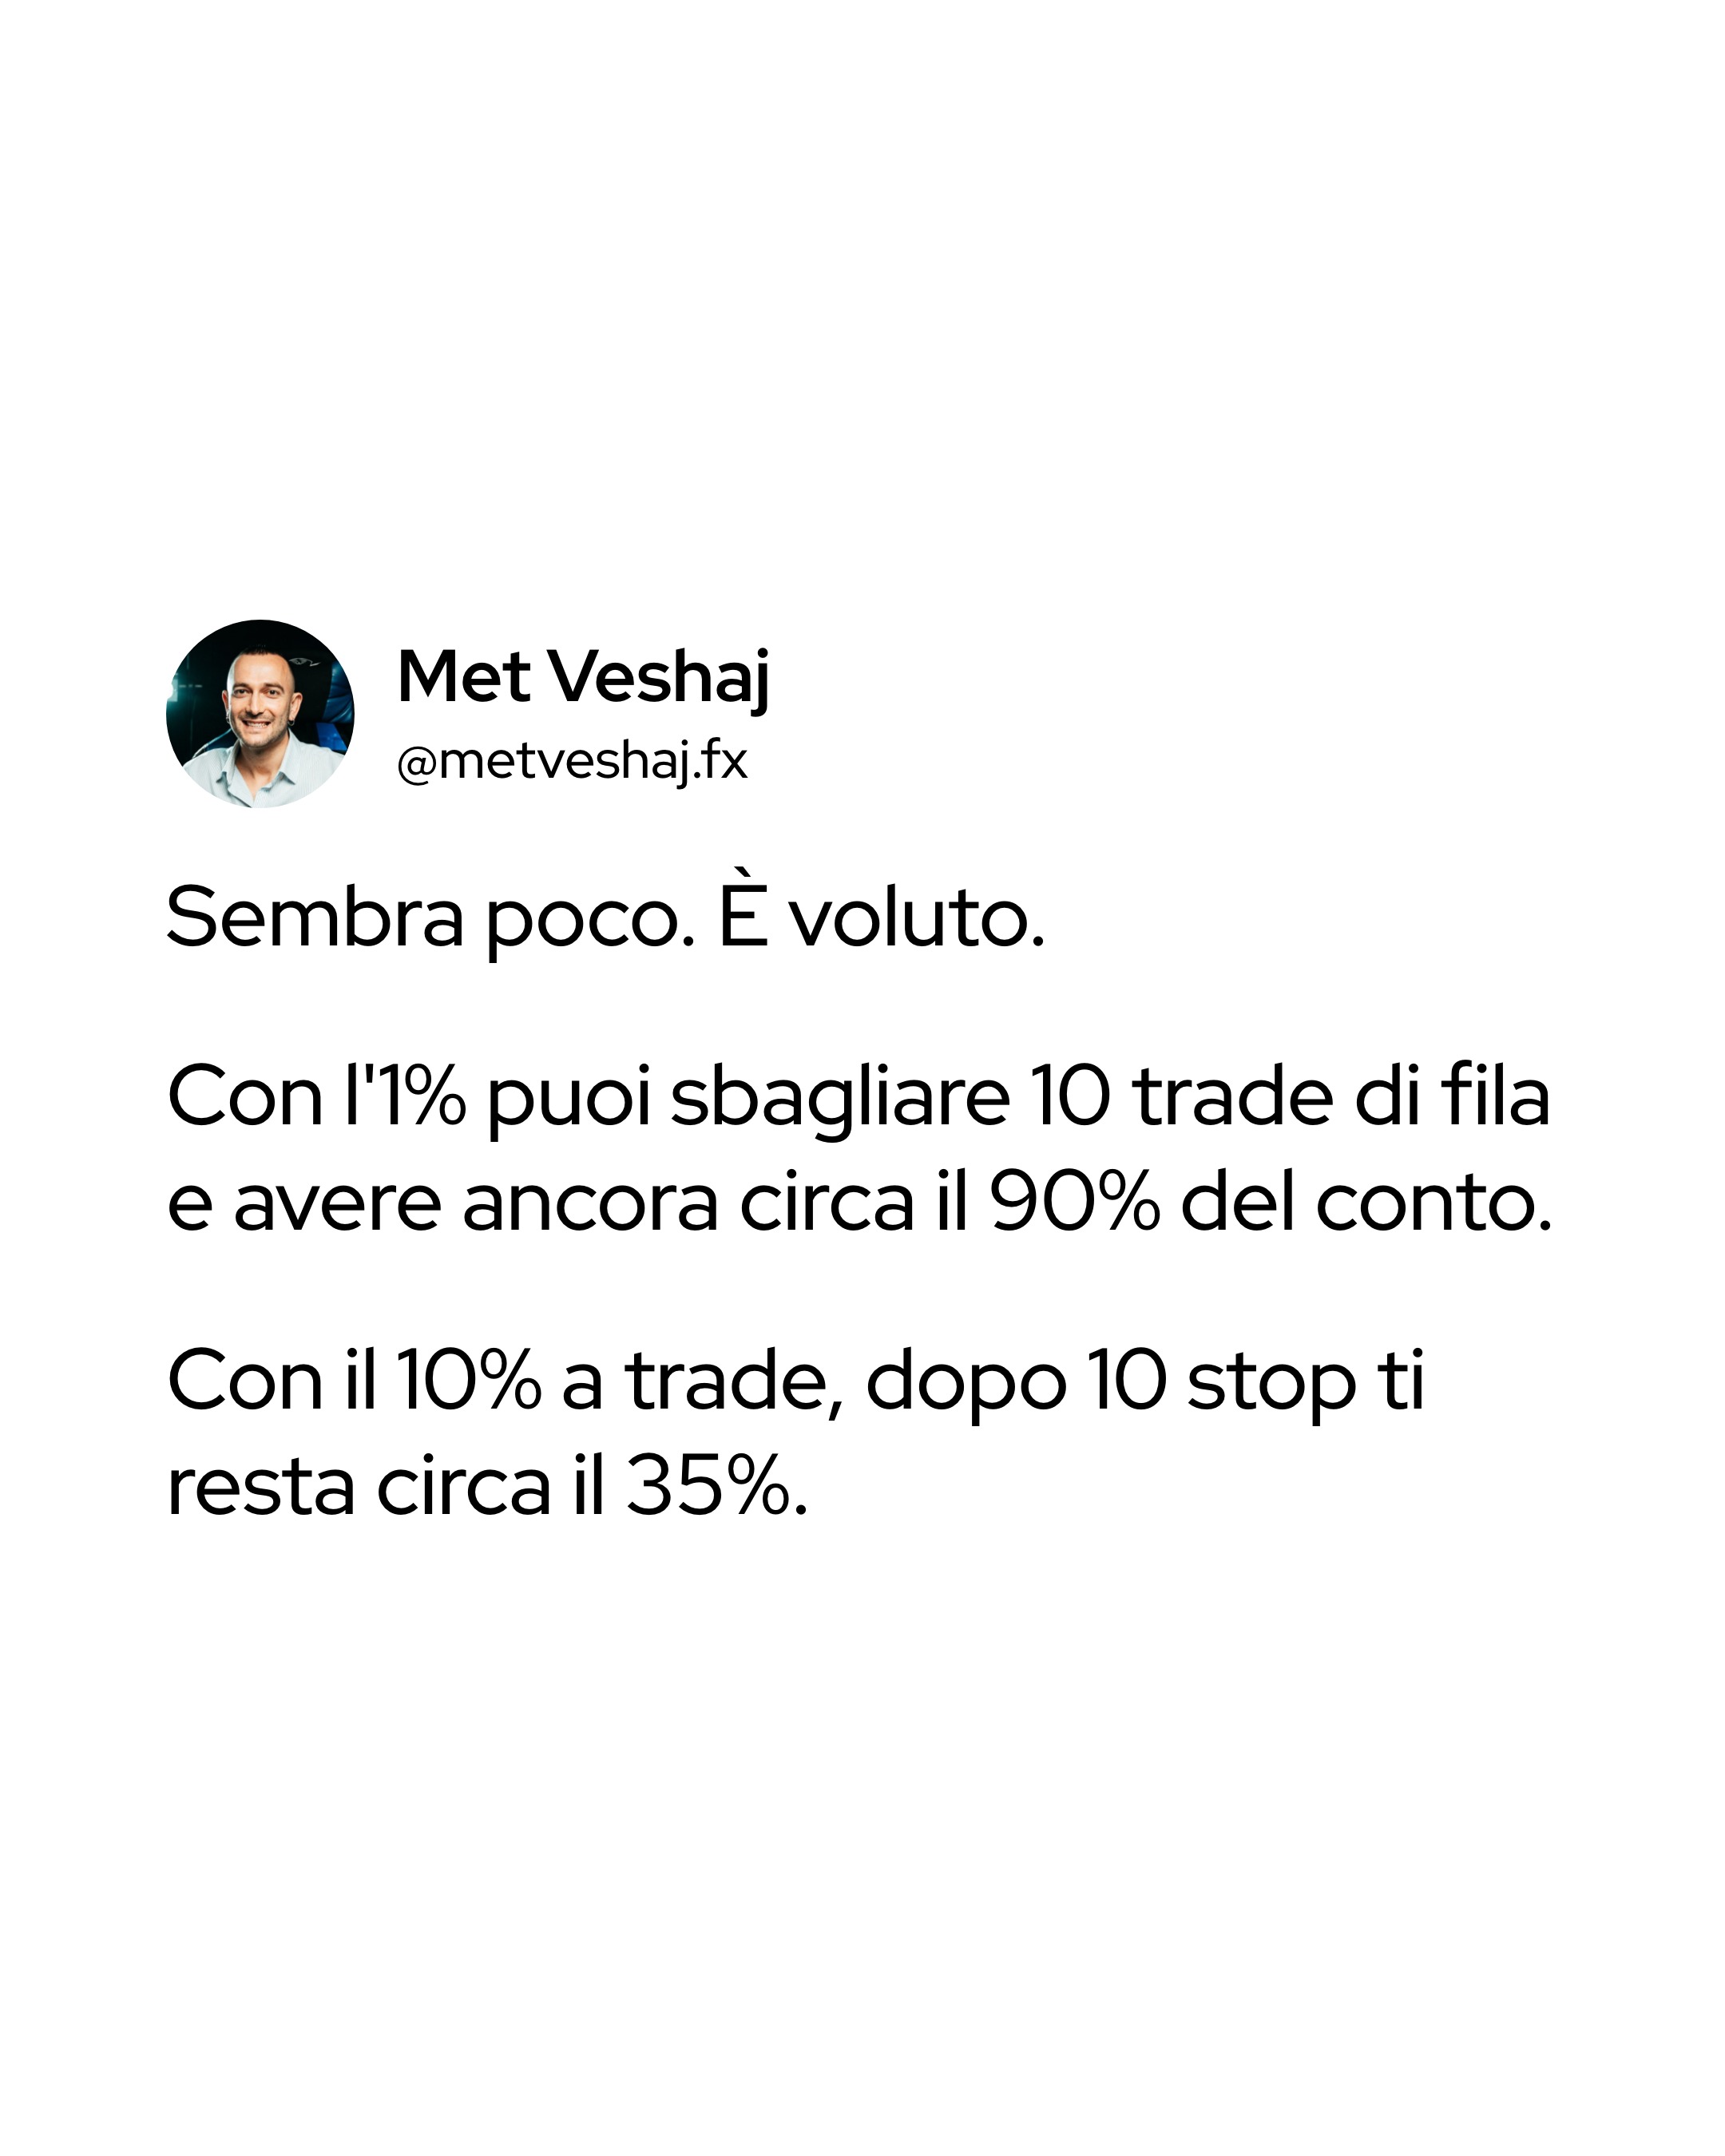 Met Veshaj
@metveshaj.fx
Sembra poco. È voluto.
Con l'1% puoi sbagliare 10 trade di fila
e avere ancora circa il 90% del conto.
Con il 10% a trade, dopo 10 stop ti
resta circa il 35%.